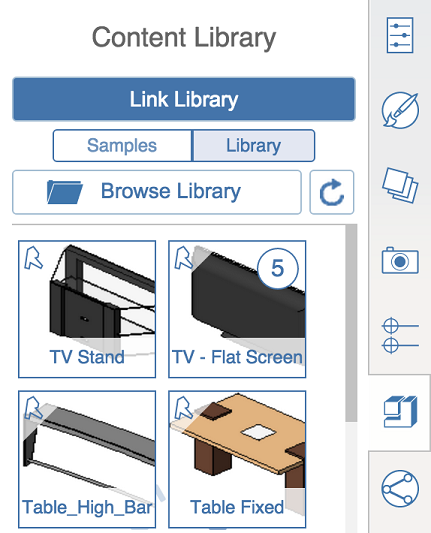 Content Library
Link Library
Samples Library
Browse Library
5
TV Stand TV - Flat Screen
Table_High_Bar Table Fixed